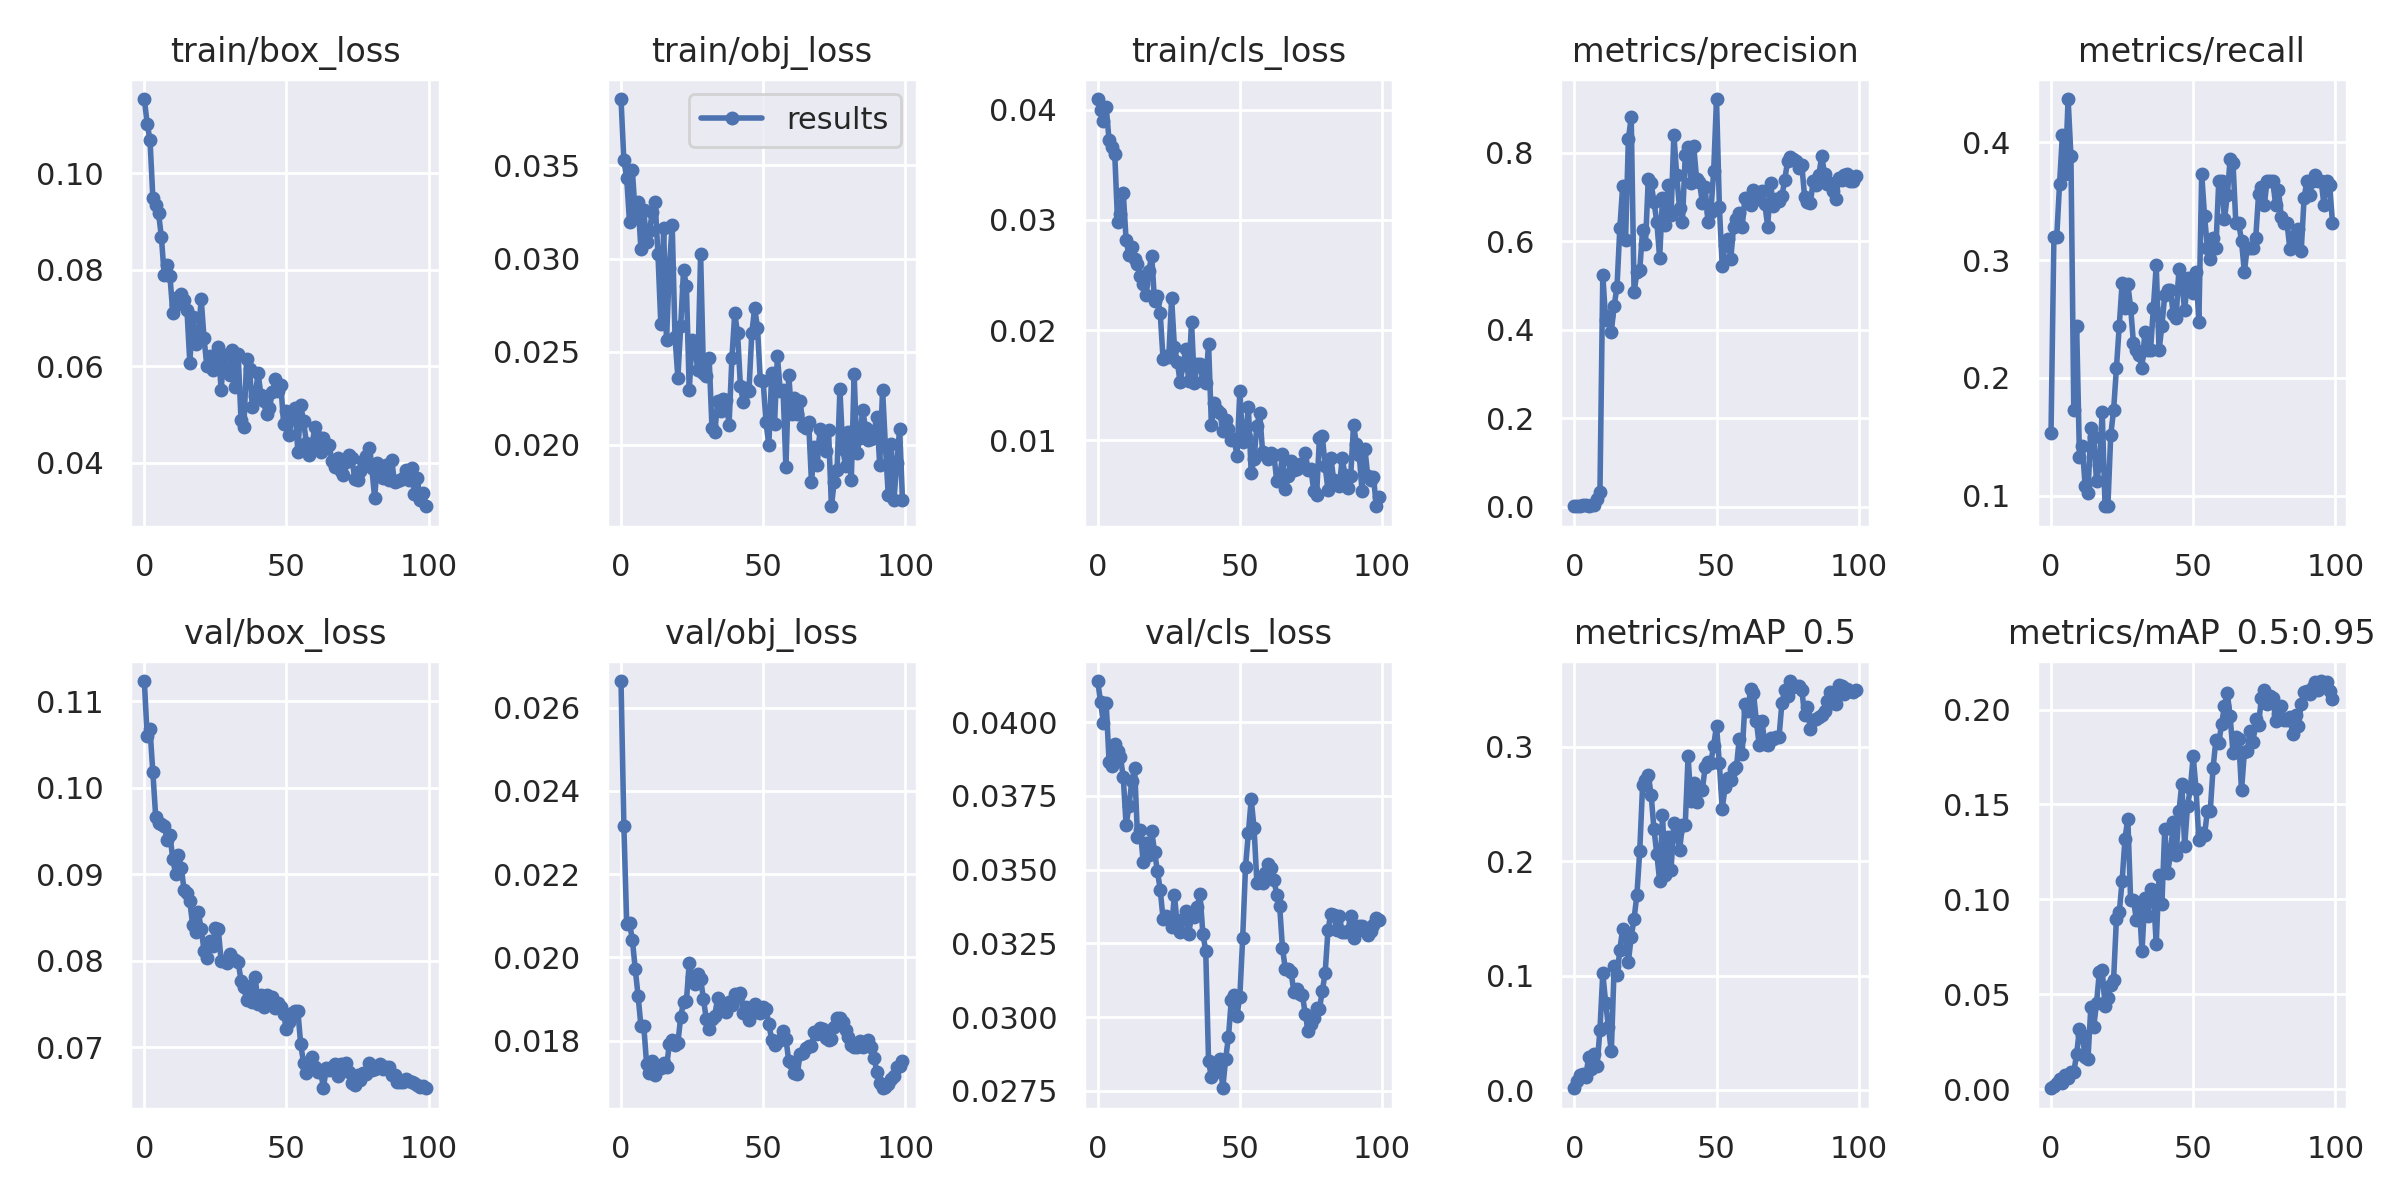 train/box_loss
0.10
0.08
0.06
0.04
0 50 100
train/obj_loss
results
0.035
0.030
0.025
0.020
0 50 100
train/cls_loss
0.04
0.03
0.02
0.01
0 50 100
metrics/precision
0.8
0.6
0.4
0.2
0.0
0 50 100
metrics/recall
0.4
0.3
0.2
0.1
0 50 100
val/box_loss
0.11
0.10
0.09
0.08
0.07
0 50 100
val/obj_loss
0.026
0.024
0.022
0.020
0.018
0 50 100
val/cls_loss
0.0400
0.0375
0.0350
0.0325
0.0300
0.0275
0 50 100
metrics/mAP_0.5
0.3
0.2
0.1
0.0
0 50 100
metrics/mAP_0.5:0.95
0.20
0.15
0.10
0.05
0.00
0 50 100